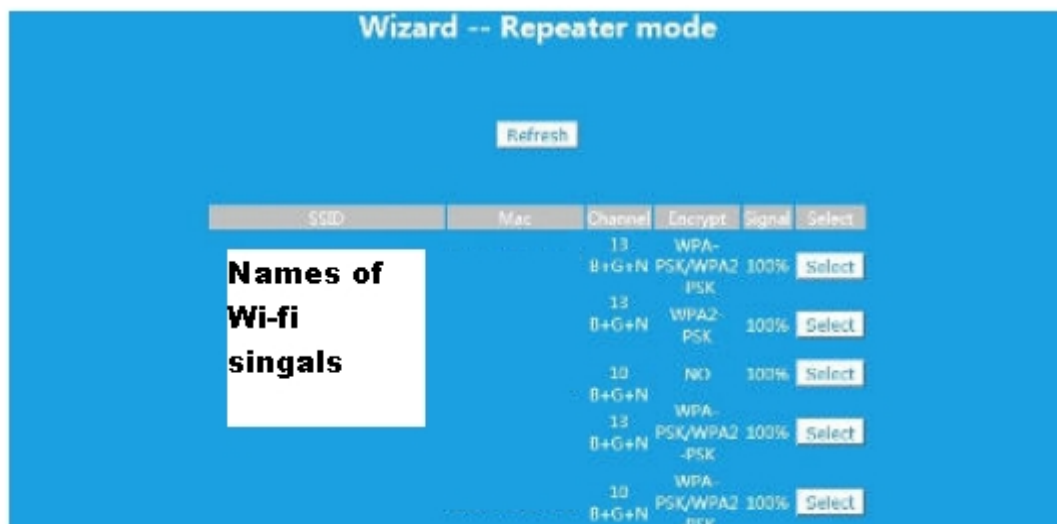 Wizard -- Repeater mode
Refresh
SSID Mac Channel Encrypt Signal Select
Names of
Wi-fi
singals
13
B+G+N
WPA-
PSK/WPA2
-PSK
100%
Select
13
B+G+N
WPA2-
PSK
100%
Select
10
B+G+N
NO
100%
Select
13
B+G+N
WPA-
PSK/WPA2
-PSK
100%
Select
10
B+G+N
WPA-
PSK/WPA2
-PSK
100%
Select